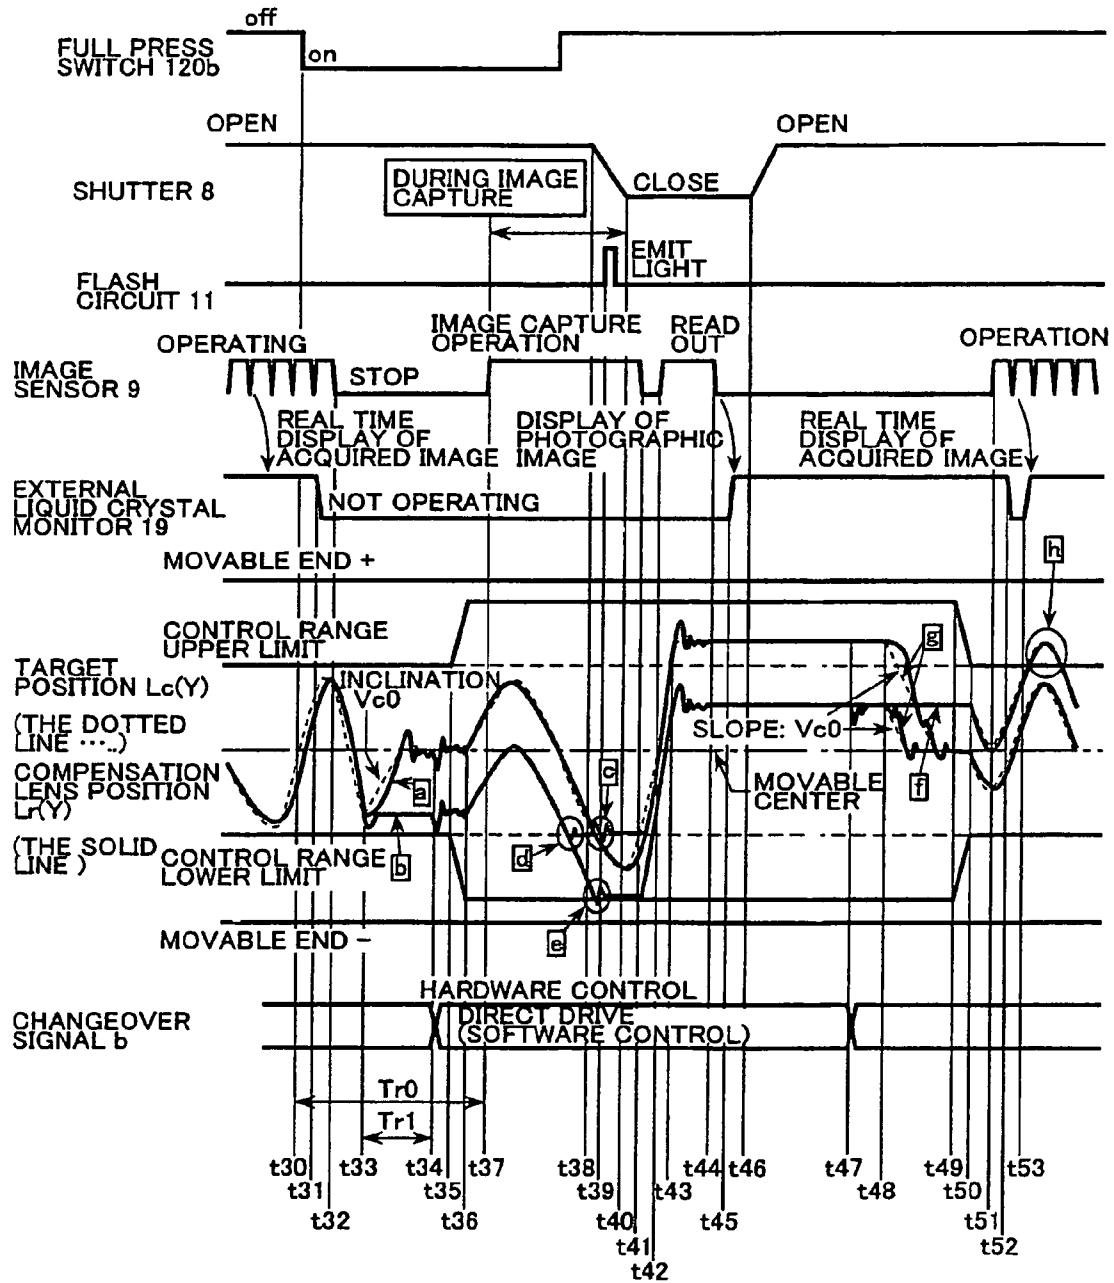 off
FULL PRESS
SWITCH 120b
on
OPEN
OPEN
DURING IMAGE
CAPTURE
CLOSE
SHUTTER 8
EMIT
LIGHT
FLASH
CIRCUIT 11
OPERATING
IMAGE CAPTURE
OPERATION
READ
OUT
OPERATION
IMAGE
SENSOR 9
STOP
REAL TIME
DISPLAY OF
ACQUIRED IMAGE
DISPLAY OF
PHOTOGRAPHIC
IMAGE
REAL TIME
DISPLAY OF
ACQUIRED IMAGE
EXTERNAL
LIQUID CRYSTAL
MONITOR 19
NOT OPERATING
MOVABLE END +
h
CONTROL RANGE
UPPER LIMIT
g
TARGET
POSITION Lc(Y)
INCLINATION
Vc0
(THE DOTTED
LINE ·····)
SLOPE: Vc0
COMPENSATION
LENS POSITION
Lr(Y)
a
c
MOVABLE
CENTER
f
(THE SOLID
LINE )
CONTROL RANGE
LOWER LIMIT
b
d
e
MOVABLE END -
HARDWARE CONTROL
CHANGEOVER
SIGNAL b
DIRECT DRIVE
(SOFTWARE CONTROL)
Tr0
Tr1
t30 t33 t34 t37 t38 t44 t46 t47 t49 t53
t31 t35 t39 t43 t48 t50
t32 t36 t40 t45 t51
t41 t52
t42